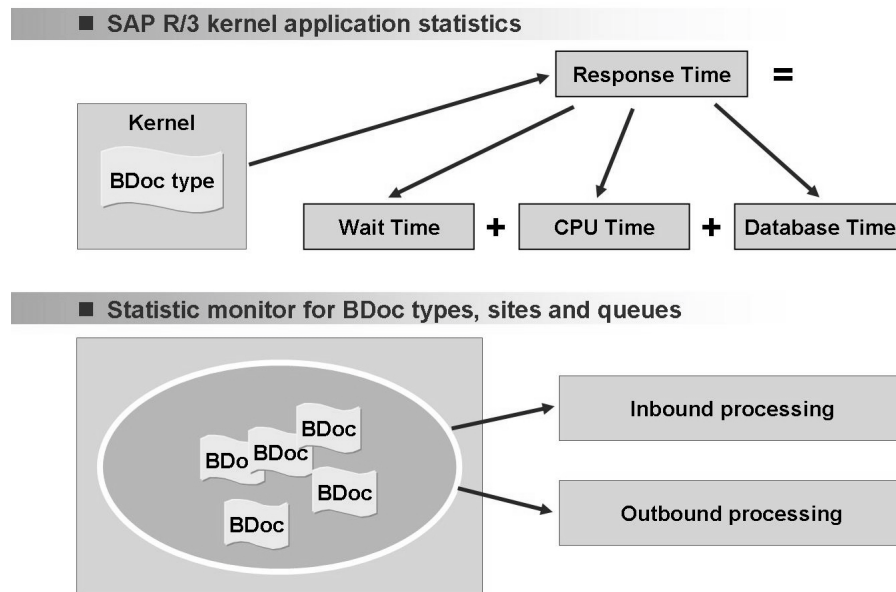 ■ SAP R/3 kernel application statistics
Response Time =
Kernel
BDoc type
Wait Time + CPU Time + Database Time
■ Statistic monitor for BDoc types, sites and queues
BDoc
BDo BDoc
BDoc
BDoc
Inbound processing
Outbound processing